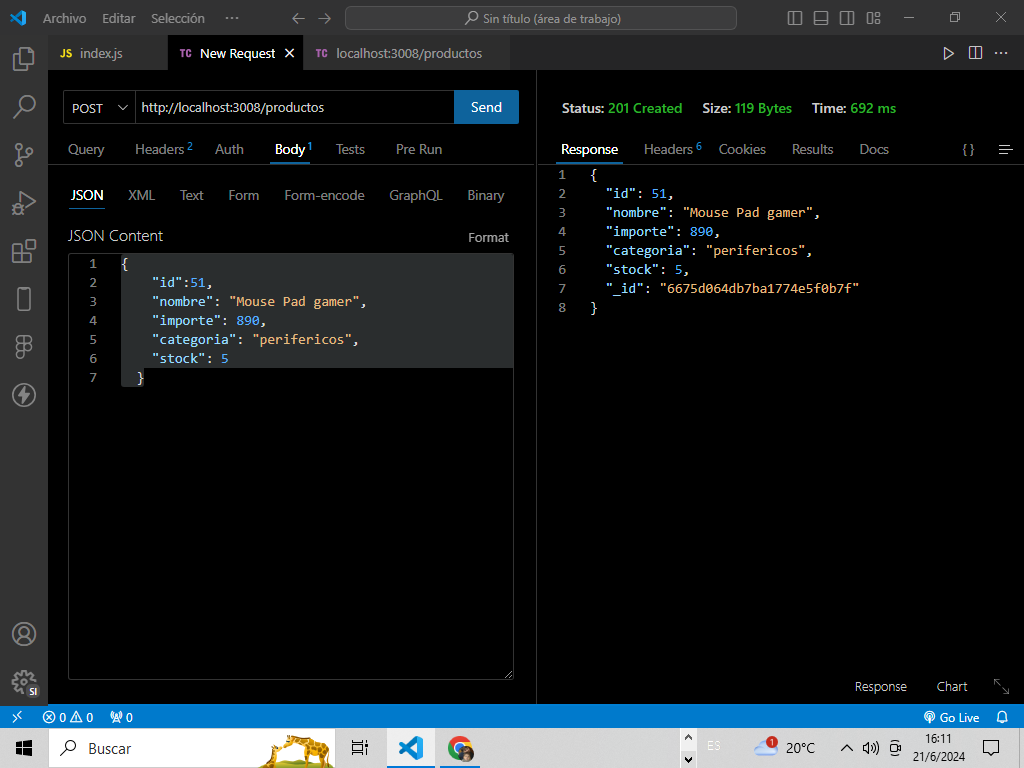 Archivo Editar Selección ··· Sin título (área de trabajo)
JS index.js TC New Request TC localhost:3008/productos
POST http://localhost:3008/productos Send
Status: 201 Created Size: 119 Bytes Time: 692 ms
Query Headers 2 Auth Body 1 Tests Pre Run
Response Headers 6 Cookies Results Docs { }
JSON XML Text Form Form-encode GraphQL Binary
JSON Content Format
1 {
2 "id":51,
3 "nombre": "Mouse Pad gamer",
4 "importe": 890,
5 "categoria": "perifericos",
6 "stock": 5
7 }
1 {
2 "id": 51,
3 "nombre": "Mouse Pad gamer",
4 "importe": 890,
5 "categoria": "perifericos",
6 "stock": 5,
7 "_id": "6675d064db7ba1774e5f0b7f"
8 }
Response Chart
SI
0 0 0 Go Live
Buscar ES 1 20°C 16:11
21/6/2024